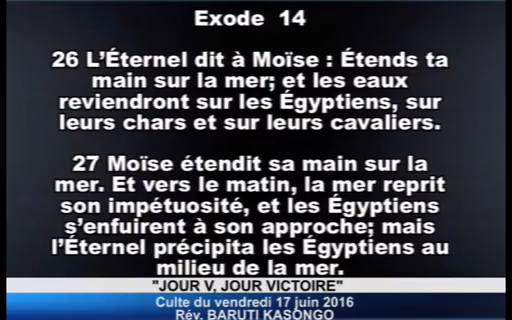 Exode 14
26 L’Éternel dit à Moïse : Étends ta
main sur la mer; et les eaux
reviendront sur les Égyptiens, sur
leurs chars et sur leurs cavaliers.
27 Moïse étendit sa main sur la
mer. Et vers le matin, la mer reprit
son impétuosité, et les Égyptiens
s’enfuirent à son approche; mais
l’Éternel précipita les Égyptiens au
milieu de la mer.
"JOUR V, JOUR VICTOIRE"
Culte du vendredi 17 juin 2016
Rév. BARUTI KASONGO